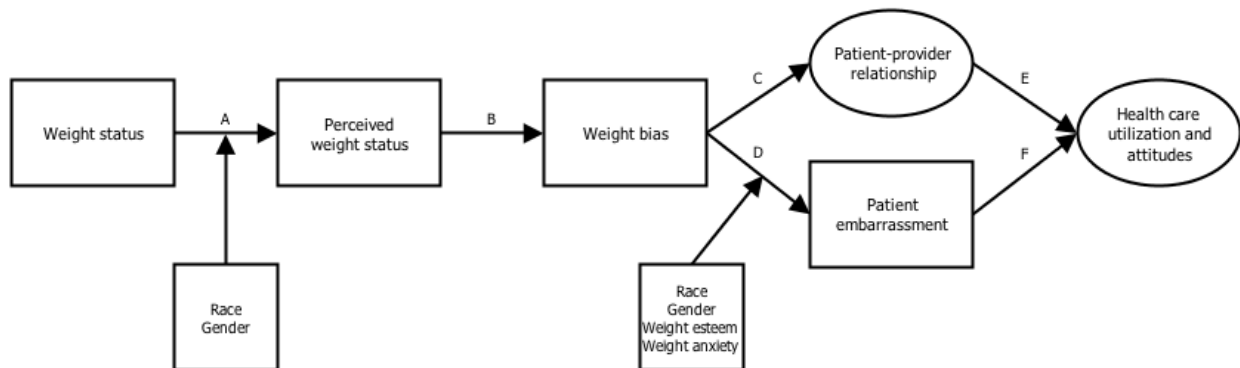 Weight status
A
Perceived
weight status
B
Weight bias
C
D
Patient-provider
relationship
Patient
embarrassment
E
F
Health care
utilization and
attitudes
Race
Gender
Race
Gender
Weight esteem
Weight anxiety